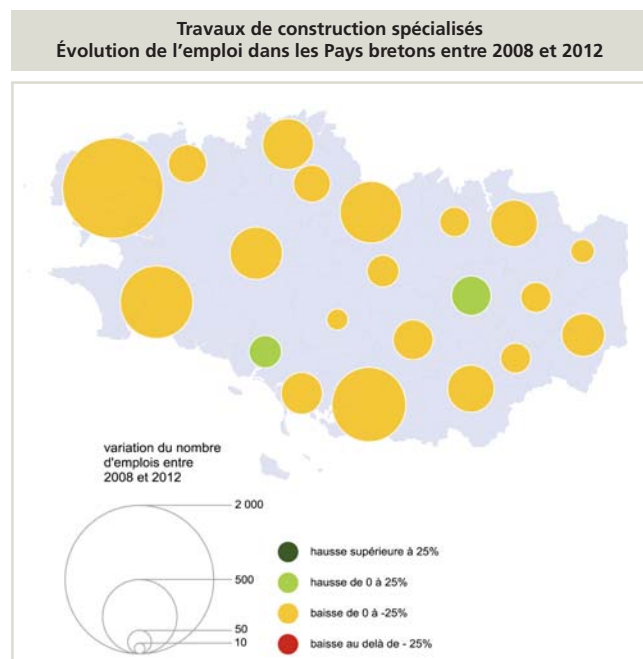 Travaux de construction spécialisés
Évolution de l’emploi dans les Pays bretons entre 2008 et 2012
variation du nombre
d'emplois entre
2008 et 2012
2 000
500
50
10
hausse supérieure à 25%
hausse de 0 à 25%
baisse de 0 à -25%
baisse au delà de - 25%